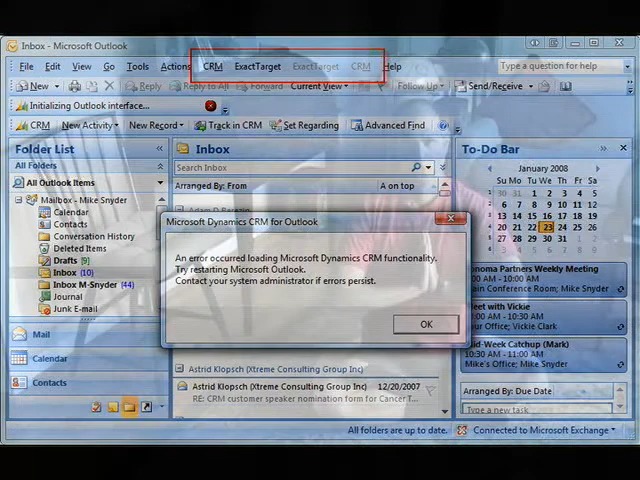 Inbox - Microsoft Outlook
File Edit View Go Tools Actions CRM ExactTarget ExactTarget CRM Help
Type a question for help
New Reply Reply to All Forward Current View Follow Up Send/Receive
Initializing Outlook interface...
CRM New Activity New Record Track in CRM Set Regarding Advanced Find
Folder List
All Folders
All Outlook Items
Mailbox - Mike Snyder
Calendar
Contacts
Conversation History
Deleted Items
Drafts [9]
Inbox (10)
Inbox M-Snyder (44)
Journal
Junk E-mail
Mail
Calendar
Contacts
Inbox
Search Inbox
Arranged By: From A on top
Microsoft Dynamics CRM for Outlook
An error occurred loading Microsoft Dynamics CRM functionality.
Try restarting Microsoft Outlook.
Contact your system administrator if errors persist.
OK
Astrid Klopsch (Xtreme Consulting Group Inc)
Astrid Klopsch (Xtreme Consulting Group Inc) 12/20/2007
RE: CRM customer speaker nomination form for Cancer T...
To-Do Bar
January 2008
Su Mo Tu We Th Fr Sa
30 31 1 2 3 4 5
6 7 8 9 10 11 12
13 14 15 16 17 18 19
20 21 22 23 24 25 26
27 28 29 30 31
onoma Partners Weekly Meeting
AM - 10:00 AM
ain Conference Room; Mike Snyder
eet with Vickie
AM - 10:00 AM
ur Office; Vickie Clark
id-Week Catchup (Mark)
10:30 AM - 11:00 AM
Mike's Office; Mike Snyder
Arranged By: Due Date
Type a new task
All folders are up to date. Connected to Microsoft Exchange